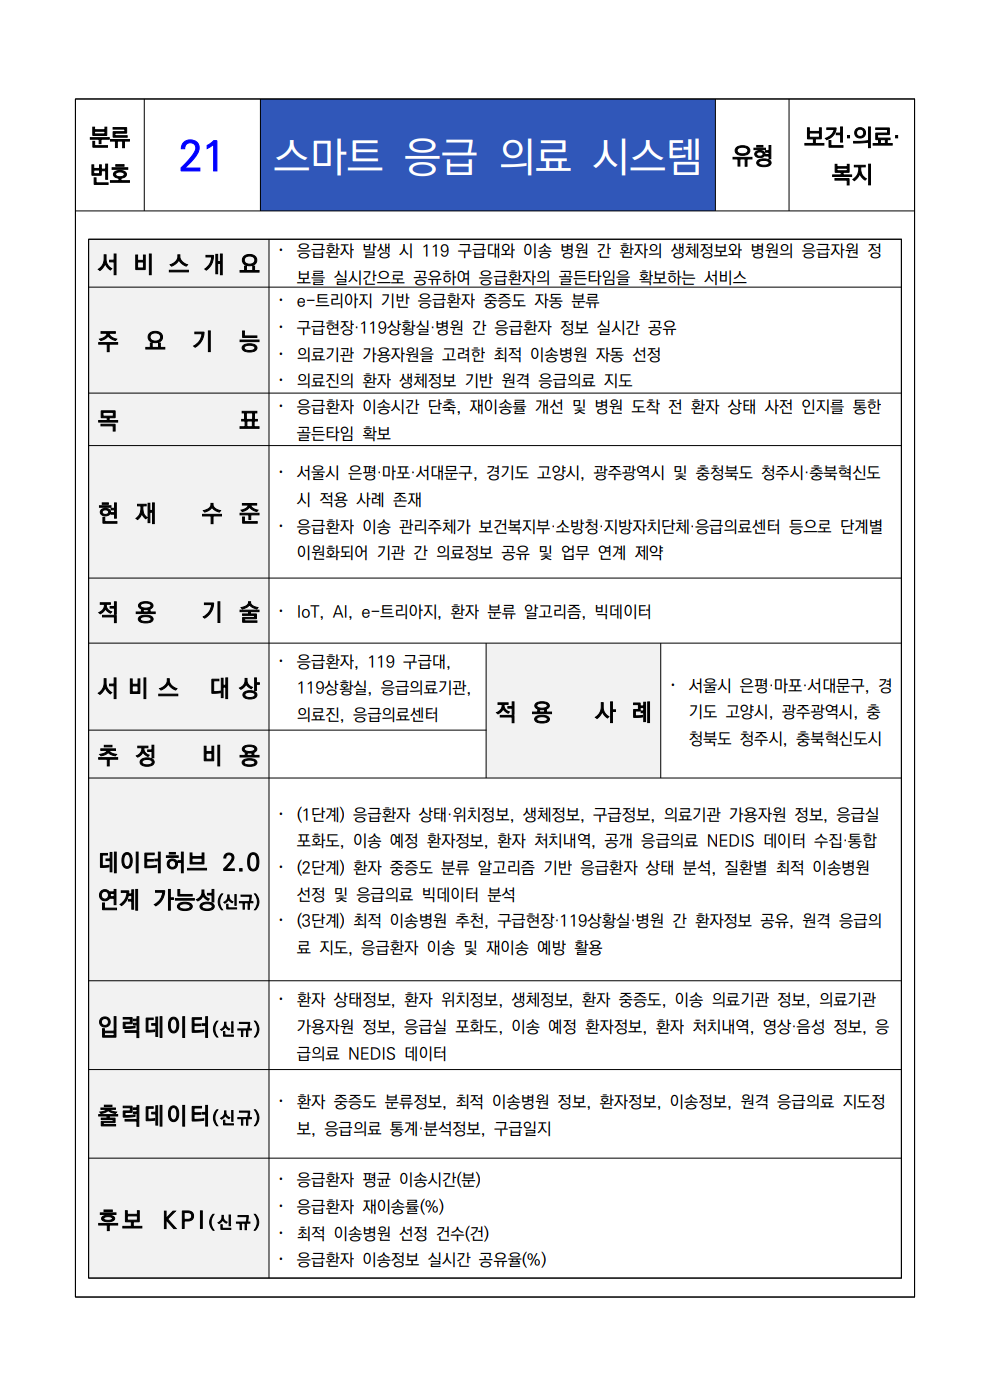 분류
번호
21
스마트 응급 의료 시스템
유형
보건·의료·
복지
서비스개요
· 응급환자 발생 시 119 구급대와 이송 병원 간 환자의 생체정보와 병원의 응급자원 정
보를 실시간으로 공유하여 응급환자의 골든타임을 확보하는 서비스
주요기능
· e-트리아지 기반 응급환자 중증도 자동 분류
· 구급현장·119상황실·병원 간 응급환자 정보 실시간 공유
· 의료기관 가용자원을 고려한 최적 이송병원 자동 선정
· 의료진의 환자 생체정보 기반 원격 응급의료 지도
목표
· 응급환자 이송시간 단축, 재이송률 개선 및 병원 도착 전 환자 상태 사전 인지를 통한
골든타임 확보
현재 수준
· 서울시 은평·마포·서대문구, 경기도 고양시, 광주광역시 및 충청북도 청주시·충북혁신도
시 적용 사례 존재
· 응급환자 이송 관리주체가 보건복지부·소방청·지방자치단체·응급의료센터 등으로 단계별
이원화되어 기관 간 의료정보 공유 및 업무 연계 제약
적용 기술
· IoT, AI, e-트리아지, 환자 분류 알고리즘, 빅데이터
서비스 대상
· 응급환자, 119 구급대,
119상황실, 응급의료기관,
의료진, 응급의료센터
적용 사례
· 서울시 은평·마포·서대문구, 경
기도 고양시, 광주광역시, 충
청북도 청주시, 충북혁신도시
추정 비용
데이터허브 2.0
연계 가능성(신규)
· (1단계) 응급환자 상태·위치정보, 생체정보, 구급정보, 의료기관 가용자원 정보, 응급실
포화도, 이송 예정 환자정보, 환자 처치내역, 공개 응급의료 NEDIS 데이터 수집·통합
· (2단계) 환자 중증도 분류 알고리즘 기반 응급환자 상태 분석, 질환별 최적 이송병원
선정 및 응급의료 빅데이터 분석
· (3단계) 최적 이송병원 추천, 구급현장·119상황실·병원 간 환자정보 공유, 원격 응급의
료 지도, 응급환자 이송 및 재이송 예방 활용
입력데이터(신규)
· 환자 상태정보, 환자 위치정보, 생체정보, 환자 중증도, 이송 의료기관 정보, 의료기관
가용자원 정보, 응급실 포화도, 이송 예정 환자정보, 환자 처치내역, 영상·음성 정보, 응
급의료 NEDIS 데이터
출력데이터(신규)
· 환자 중증도 분류정보, 최적 이송병원 정보, 환자정보, 이송정보, 원격 응급의료 지도정
보, 응급의료 통계·분석정보, 구급일지
후보 KPI(신규)
· 응급환자 평균 이송시간(분)
· 응급환자 재이송률(%)
· 최적 이송병원 선정 건수(건)
· 응급환자 이송정보 실시간 공유율(%)